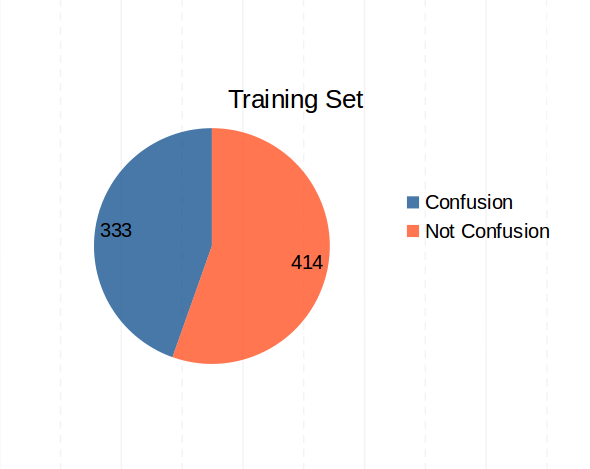 Training Set
Confusion
333
Not Confusion
414